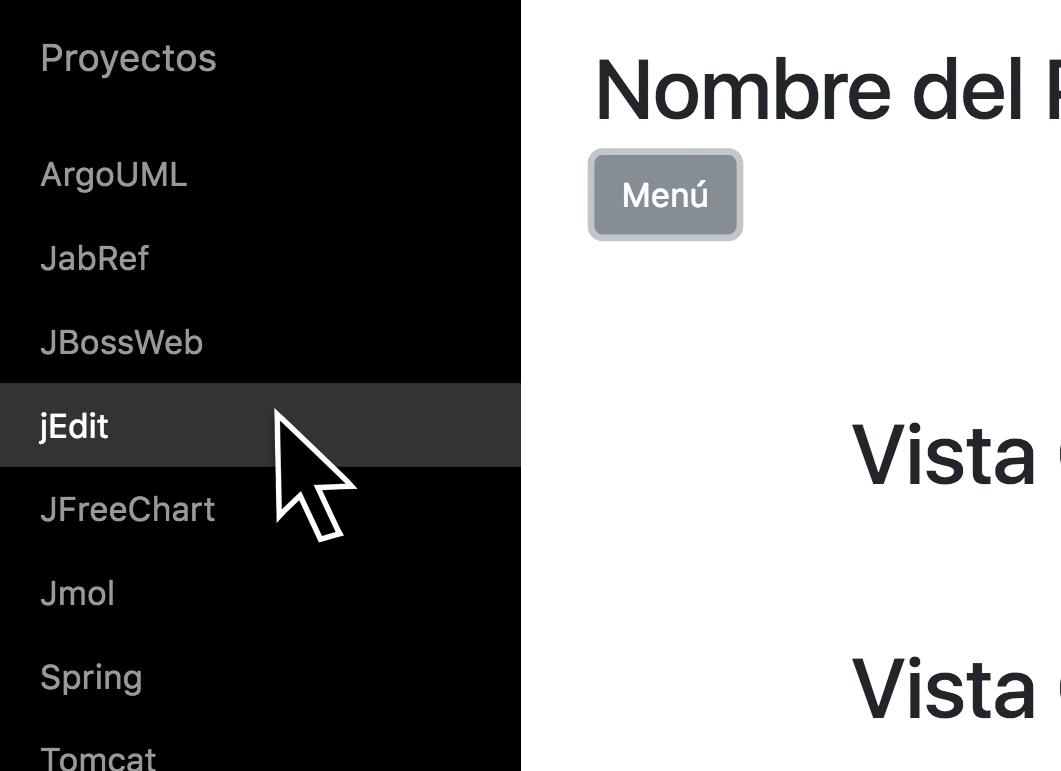 Proyectos
ArgoUML
JabRef
JBossWeb
jEdit
JFreeChart
Jmol
Spring
Tomcat
Nombre del
Menú
Vista
Vista